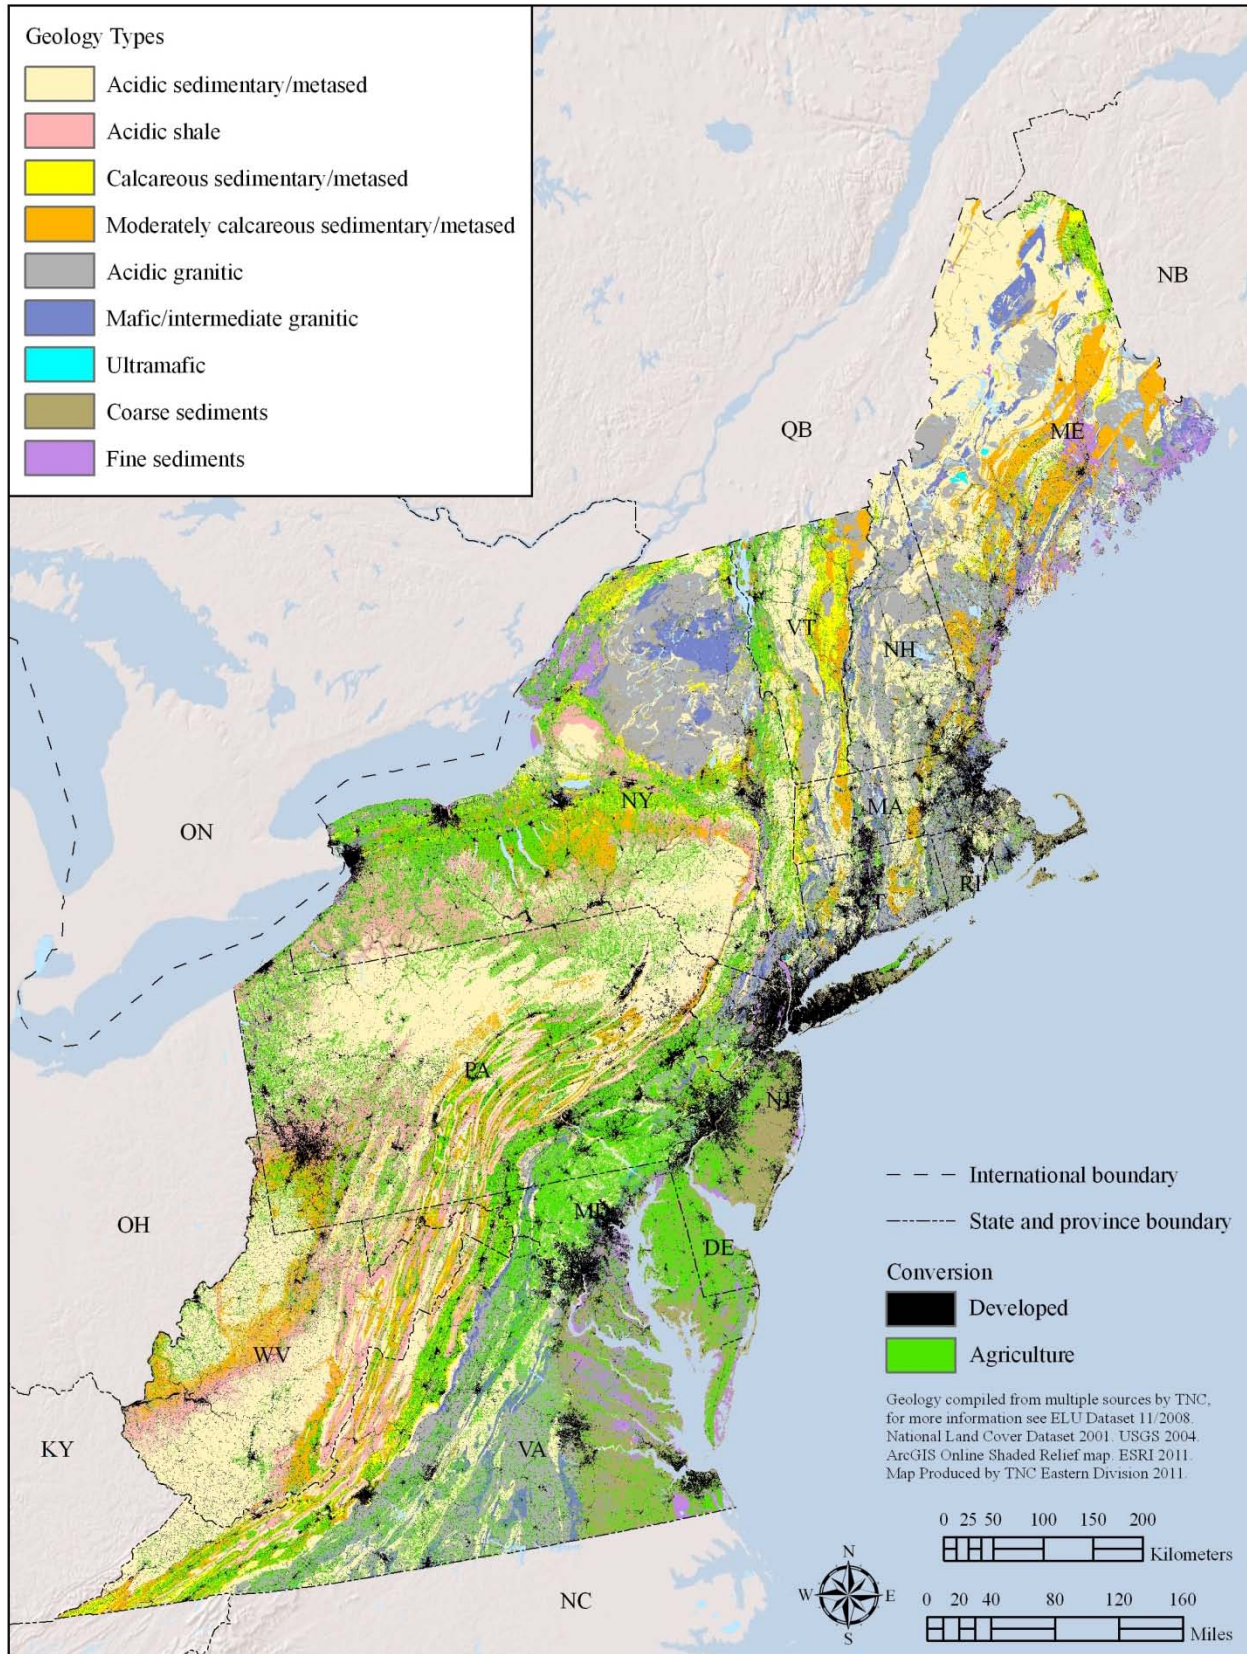 Geology Types
Acidic sedimentary/metased
Acidic shale
Calcareous sedimentary/metased
Moderately calcareous sedimentary/metased
Acidic granitic
Mafic/intermediate granitic
Ultramafic
Coarse sediments
Fine sediments
NB
QB
ME
VT
NH
NY
MA
ON
RI
PA
NJ
OH
DE
WV
KY
VA
NC
International boundary
State and province boundary
Conversion
Developed
Agriculture
Geology compiled from multiple sources by TNC,
for more information see ELU Dataset 11/2008.
National Land Cover Dataset 2001. USGS 2004.
ArcGIS Online Shaded Relief map. ESRI 2011.
Map Produced by TNC Eastern Division 2011.
N
W E
S
0 25 50 100 150 200
Kilometers
0 20 40 80 120 160
Miles